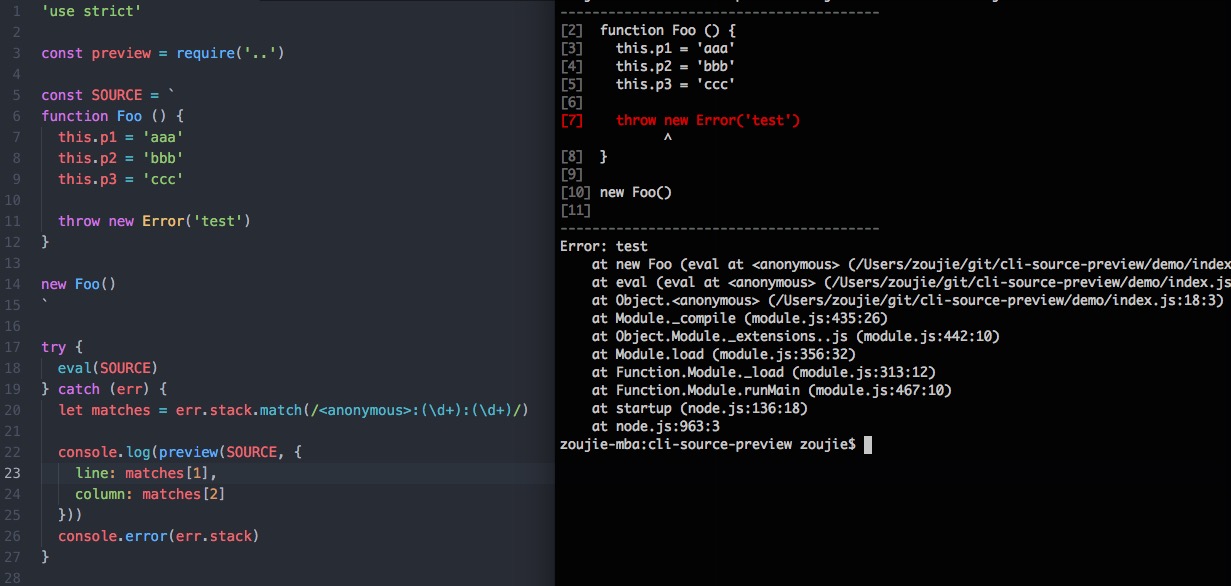 1 'use strict'
2
3 const preview = require('..')
4
5 const SOURCE = `
6 function Foo () {
7   this.p1 = 'aaa'
8   this.p2 = 'bbb'
9   this.p3 = 'ccc'
10
11   throw new Error('test')
12 }
13
14 new Foo()
15 `
16
17 try {
18   eval(SOURCE)
19 } catch (err) {
20   let matches = err.stack.match(/<anonymous>:(\d+):(\d+)/)
21
22   console.log(preview(SOURCE, {
23     line: matches[1],
24     column: matches[2]
25   }))
26   console.error(err.stack)
27 }
28
----------------------------------------
[2]  function Foo () {
[3]    this.p1 = 'aaa'
[4]    this.p2 = 'bbb'
[5]    this.p3 = 'ccc'
[6]
[7]    throw new Error('test')
             ^
[8]  }
[9]
[10] new Foo()
[11]
----------------------------------------
Error: test
    at new Foo (eval at <anonymous> (/Users/zoujie/git/cli-source-preview/demo/index
    at eval (eval at <anonymous> (/Users/zoujie/git/cli-source-preview/demo/index.js
    at Object.<anonymous> (/Users/zoujie/git/cli-source-preview/demo/index.js:18:3)
    at Module._compile (module.js:435:26)
    at Object.Module._extensions..js (module.js:442:10)
    at Module.load (module.js:356:32)
    at Function.Module._load (module.js:313:12)
    at Function.Module.runMain (module.js:467:10)
    at startup (node.js:136:18)
    at node.js:963:3
zoujie-mba:cli-source-preview zoujie$